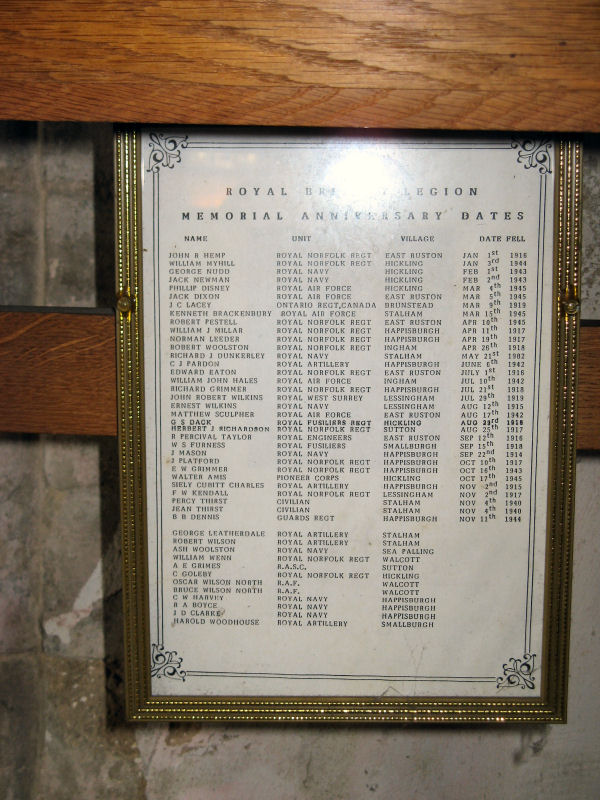 ROYAL BRITISH LEGION
MEMORIAL ANNIVERSARY DATES
NAME UNIT VILLAGE DATE FELL
JOHN R HEMP ROYAL NORFOLK REGT EAST RUSTON JAN 1st 1916
WILLIAM MYHILL ROYAL NORFOLK REGT HICKLING JAN 3rd 1944
GEORGE NUDD ROYAL NAVY HICKLING FEB 1st 1943
JACK NEWMAN ROYAL NAVY HICKLING FEB 2nd 1943
PHILLIP DISNEY ROYAL AIR FORCE HICKLING MAR 4th 1945
JACK DIXON ROYAL AIR FORCE EAST RUSTON MAR 5th 1945
J C LACEY ONTARIO REGT,CANADA BRUNSTEAD MAR 9th 1919
KENNETH BRACKENBURY ROYAL AIR FORCE STALHAM MAR 15th 1945
ROBERT PESTELL ROYAL NORFOLK REGT EAST RUSTON APR 10th 1945
WILLIAM J MILLAR ROYAL NORFOLK REGT HAPPISBURGH APR 11th 1917
NORMAN LEEDER ROYAL NORFOLK REGT HAPPISBURGH APR 19th 1917
ROBERT WOOLSTON ROYAL NORFOLK REGT INGHAM APR 26th 1918
RICHARD J DUNKERLEY ROYAL NAVY STALHAM MAY 21st 1982
C J PARDON ROYAL ARTILLERY HAPPISBURGH JUNE 6th 1942
EDWARD EATON ROYAL NORFOLK REGT EAST RUSTON JULY 1st 1916
WILLIAM JOHN HALES ROYAL AIR FORCE INGHAM JUL 10th 1942
RICHARD GRIMMER ROYAL NORFOLK REGT HAPPISBURGH JUL 21st 1918
JOHN ROBERT WILKINS ROYAL WEST SURREY LESSINGHAM JUL 29th 1919
ERNEST WILKINS ROYAL NAVY LESSINGHAM AUG 12th 1915
MATTHEW SCULPHER ROYAL AIR FORCE EAST RUSTON AUG 17th 1942
G S DACK ROYAL FUSILIERS REGT HICKLING AUG 23rd 1918
HERBERT J RICHARDSON ROYAL NORFOLK REGT SUTTON AUG 25th 1917
R PERCIVAL TAYLOR ROYAL ENGINEERS EAST RUSTON SEP 12th 1916
W S FURNESS ROYAL FUSILIERS SMALLBURGH SEP 15th 1918
J MASON ROYAL NAVY HAPPISBURGH SEP 22nd 1914
J PLATFORD ROYAL NORFOLK REGT HAPPISBURGH OCT 10th 1917
E W GRIMMER ROYAL NORFOLK REGT HAPPISBURGH OCT 16th 1943
WALTER AMIS PIONEER CORPS HICKLING OCT 17th 1945
SIELY CUBITT CHARLES ROYAL ARTILLERY HAPPISBURGH NOV 2nd 1915
F W KENDALL ROYAL NORFOLK REGT LESSINGHAM NOV 2nd 1917
PERCY THIRST CIVILIAN STALHAM NOV 4th 1940
JEAN THIRST CIVILIAN STALHAM NOV 4th 1940
B B DENNIS GUARDS REGT HAPPISBURGH NOV 11th 1944
GEORGE LEATHERDALE ROYAL ARTILLERY STALHAM
ROBERT WILSON ROYAL ARTILLERY STALHAM
ASH WOOLSTON ROYAL NAVY SEA PALLING
WILLIAM WENN ROYAL NORFOLK REGT WALCOTT
A E GRIMES R.A.S.C. SUTTON
C GOLEBY ROYAL NORFOLK REGT HICKLING
OSCAR WILSON NORTH R.A.F. WALCOTT
BRUCE WILSON NORTH R.A.F. WALCOTT
C W HARVEY ROYAL NAVY HAPPISBURGH
R A BOYCE ROYAL NAVY HAPPISBURGH
J D CLARKE ROYAL NAVY HAPPISBURGH
HAROLD WOODHOUSE ROYAL ARTILLERY SMALLBURGH